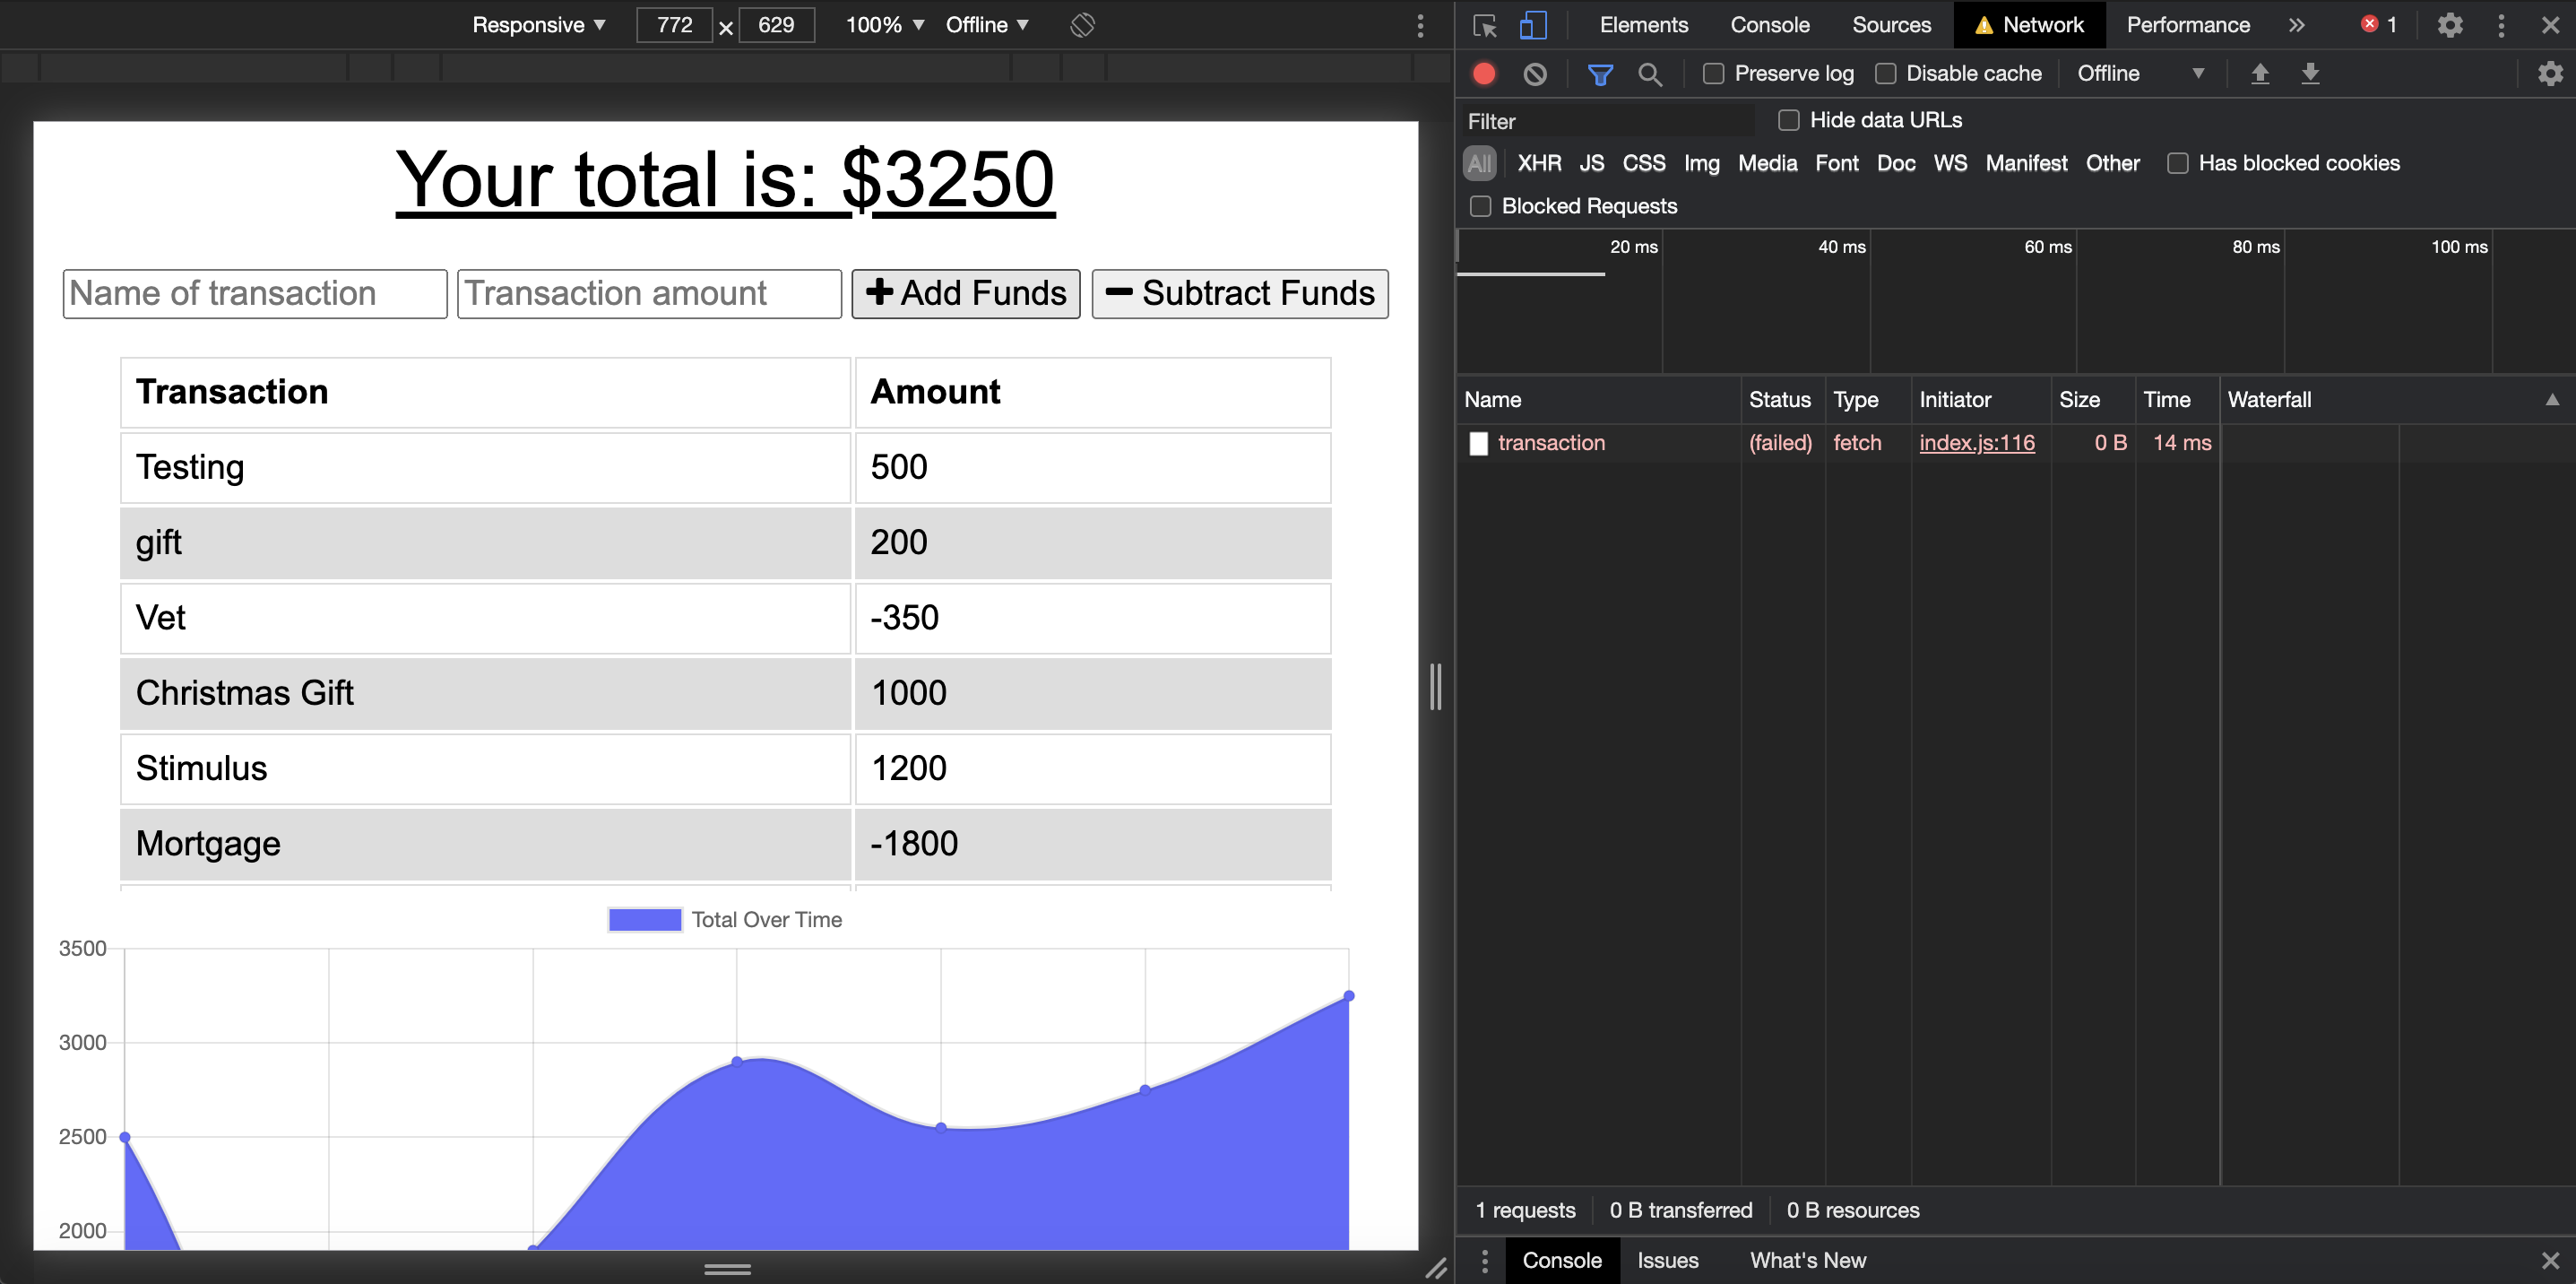 Responsive ▼ 772 × 629 100% ▼ Offline ▼
Your total is: $3250
Name of transaction Transaction amount Add Funds Subtract Funds
Transaction Amount
Testing 500
gift 200
Vet -350
Christmas Gift 1000
Stimulus 1200
Mortgage -1800
Total Over Time
3500
3000
2500
2000
Elements Console Sources Network Performance » 1
Preserve log Disable cache Offline ▼
Filter Hide data URLs
All XHR JS CSS Img Media Font Doc WS Manifest Other Has blocked cookies
Blocked Requests
20 ms 40 ms 60 ms 80 ms 100 ms
Name Status Type Initiator Size Time Waterfall ▲
transaction (failed) fetch index.js:116 0 B 14 ms
1 requests 0 B transferred 0 B resources
Console Issues What's New